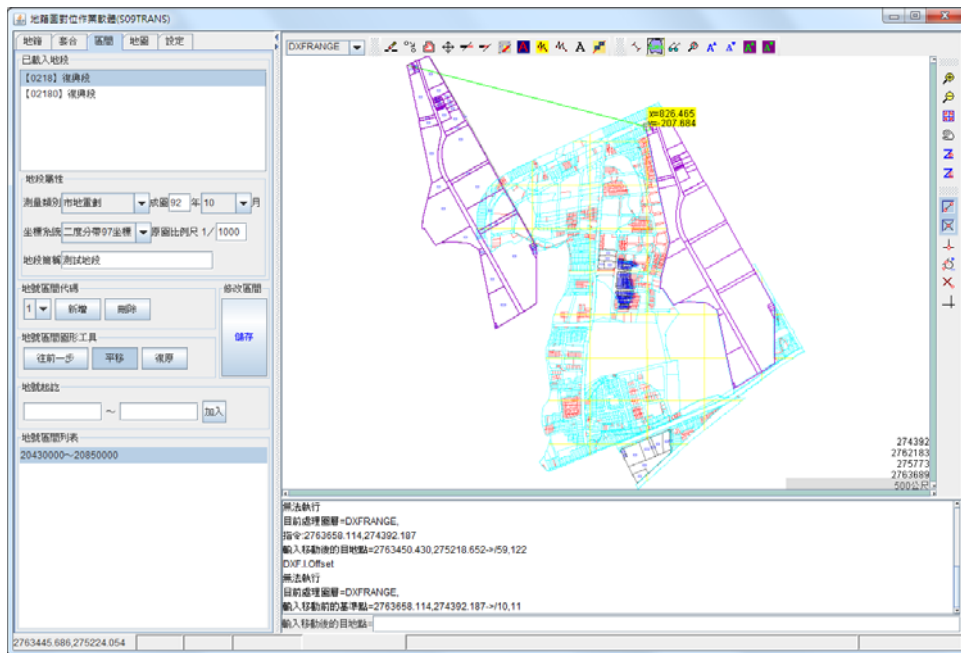 地籍圖對位作業軟體(S09TRANS)
地籍 套合 區間 地圖 設定
已載入地段
【0218】復興段
【02180】復興段
地段屬性
測量類別 市地重劃 成圖 92 年 10 月
坐標系統 二度分帶97坐標 原圖比例尺 1/ 1000
地段簡稱 測試地段
地號區間代碼
1 新增 刪除
修改區間
儲存
地號區間圖形工具
往前一步 平移 復原
地號起訖
~ 加入
地號區間列表
20430000~20850000
2763445.686,275224.054
DXFRANGE
x=826.465
y=-207.684
274392
2762183
275773
2763689
500公尺
無法執行
目前處理圖層=DXFRANGE,
指令:2763658.114,274392.187
輸入移動後的目地點=2763450.430,275218.652->/59,122
DXF.I.Offset
無法執行
目前處理圖層=DXFRANGE,
輸入移動前的基準點=2763658.114,274392.187->/10,11
輸入移動後的目地點=